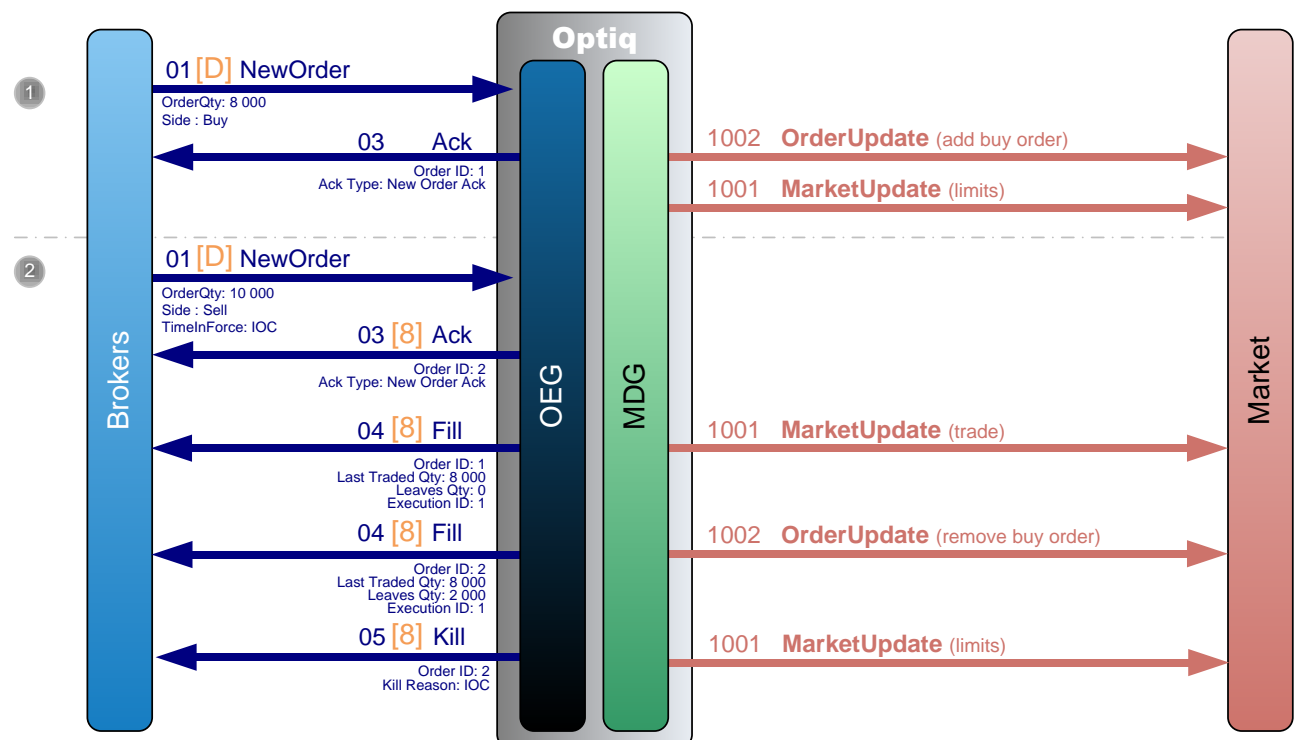 Optiq
1
01 [D] NewOrder
OrderQty: 8 000
Side : Buy
03 Ack
Order ID: 1
Ack Type: New Order Ack
1002 OrderUpdate (add buy order)
1001 MarketUpdate (limits)
2
01 [D] NewOrder
OrderQty: 10 000
Side : Sell
TimeInForce: IOC
03 [8] Ack
Order ID: 2
Ack Type: New Order Ack
Brokers
OEG
MDG
Market
04 [8] Fill
Order ID: 1
Last Traded Qty: 8 000
Leaves Qty: 0
Execution ID: 1
1001 MarketUpdate (trade)
04 [8] Fill
Order ID: 2
Last Traded Qty: 8 000
Leaves Qty: 2 000
Execution ID: 1
1002 OrderUpdate (remove buy order)
05 [8] Kill
Order ID: 2
Kill Reason: IOC
1001 MarketUpdate (limits)